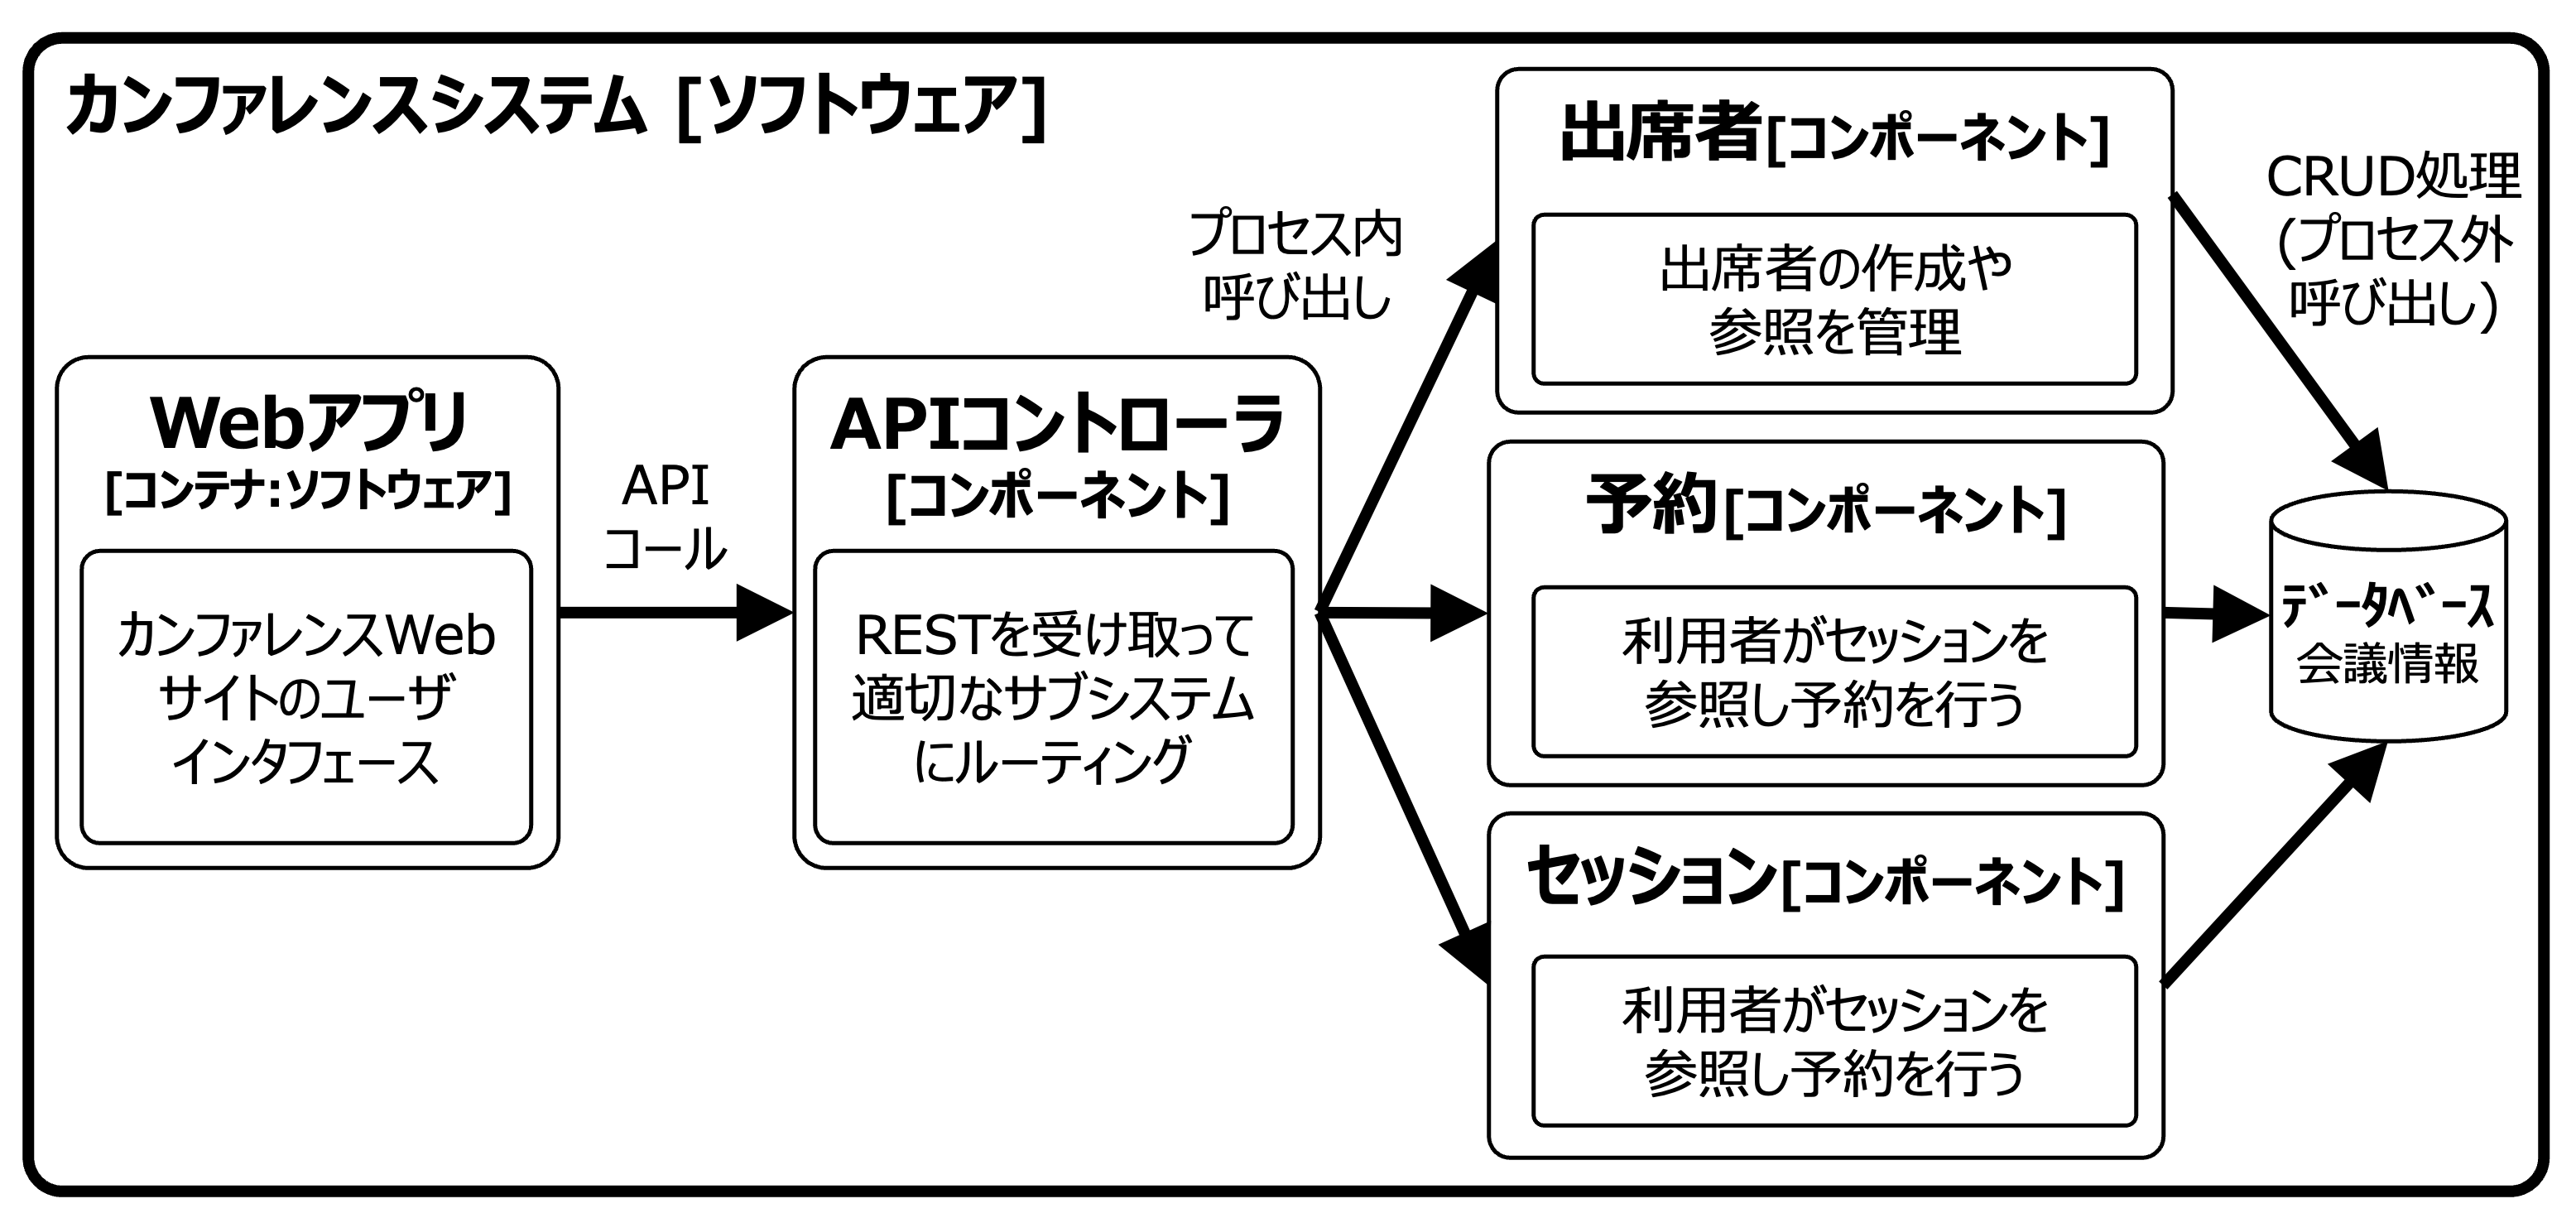 カンファレンスシステム [ソフトウェア]
Webアプリ
[コンテナ:ソフトウェア]
カンファレンスWeb
サイトのユーザ
インタフェース
API
コール
APIコントローラ
[コンポーネント]
RESTを受け取って
適切なサブシステム
にルーティング
プロセス内
呼び出し
出席者[コンポーネント]
出席者の作成や
参照を管理
予約[コンポーネント]
利用者がセッションを
参照し予約を行う
セッション[コンポーネント]
利用者がセッションを
参照し予約を行う
CRUD処理
(プロセス外
呼び出し)
データベース
会議情報